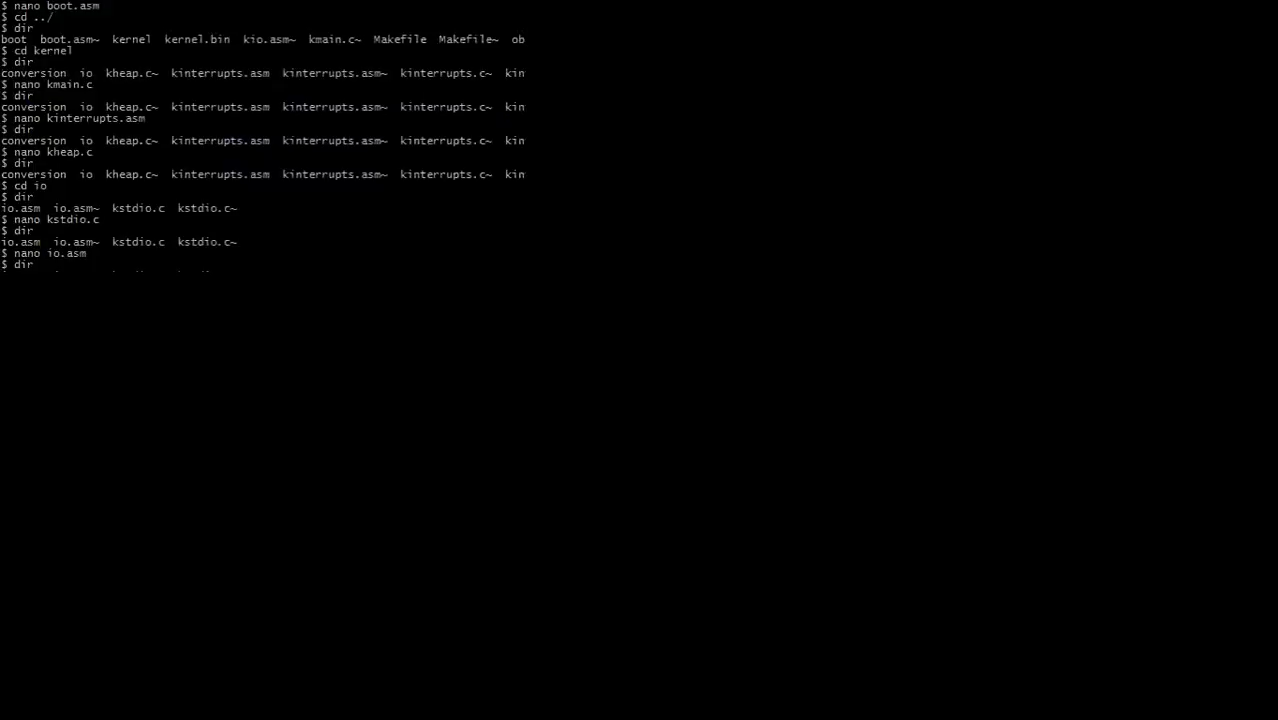 $ nano boot.asm
$ cd ../
$ dir
boot  boot.asm~  kernel  kernel.bin  kio.asm~  kmain.c~  Makefile  Makefile~  ob
$ cd kernel
$ dir
conversion  io  kheap.c~  kinterrupts.asm  kinterrupts.asm~  kinterrupts.c~  kin
$ nano kmain.c
$ dir
conversion  io  kheap.c~  kinterrupts.asm  kinterrupts.asm~  kinterrupts.c~  kin
$ nano kinterrupts.asm
$ dir
conversion  io  kheap.c~  kinterrupts.asm  kinterrupts.asm~  kinterrupts.c~  kin
$ nano kheap.c
$ dir
conversion  io  kheap.c~  kinterrupts.asm  kinterrupts.asm~  kinterrupts.c~  kin
$ cd io
$ dir
io.asm  io.asm~  kstdio.c  kstdio.c~
$ nano kstdio.c
$ dir
io.asm  io.asm~  kstdio.c  kstdio.c~
$ nano io.asm
$ dir